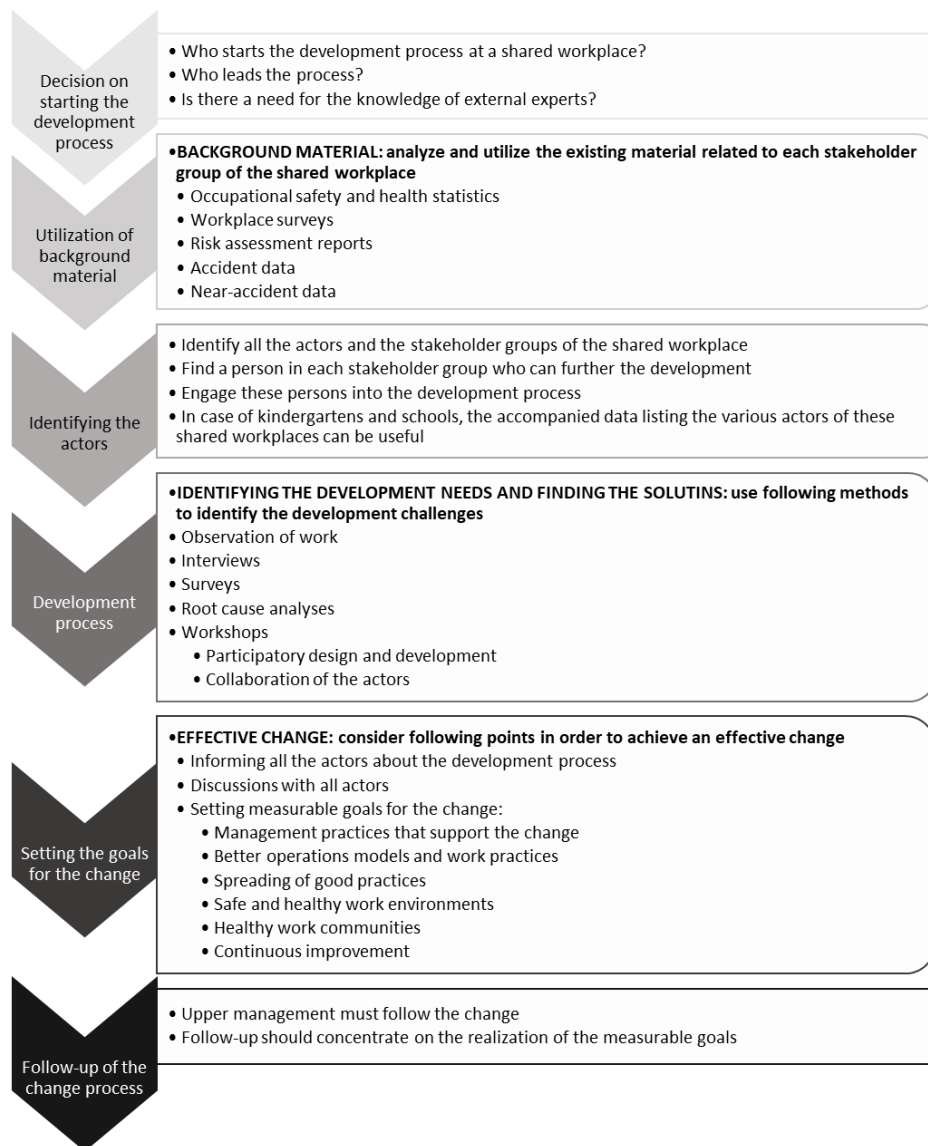 Decision on
starting the
development
process
• Who starts the development process at a shared workplace?
• Who leads the process?
• Is there a need for the knowledge of external experts?
Utilization of
background
material
•BACKGROUND MATERIAL: analyze and utilize the existing material related to each stakeholder
group of the shared workplace
• Occupational safety and health statistics
• Workplace surveys
• Risk assessment reports
• Accident data
• Near-accident data
Identifying the
actors
• Identify all the actors and the stakeholder groups of the shared workplace
• Find a person in each stakeholder group who can further the development
• Engage these persons into the development process
• In case of kindergartens and schools, the accompanied data listing the various actors of these
shared workplaces can be useful
Development
process
•IDENTIFYING THE DEVELOPMENT NEEDS AND FINDING THE SOLUTINS: use following methods
to identify the development challenges
• Observation of work
• Interviews
• Surveys
• Root cause analyses
• Workshops
• Participatory design and development
• Collaboration of the actors
Setting the goals
for the change
•EFFECTIVE CHANGE: consider following points in order to achieve an effective change
• Informing all the actors about the development process
• Discussions with all actors
• Setting measurable goals for the change:
• Management practices that support the change
• Better operations models and work practices
• Spreading of good practices
• Safe and healthy work environments
• Healthy work communities
• Continuous improvement
Follow-up of the
change process
• Upper management must follow the change
• Follow-up should concentrate on the realization of the measurable goals